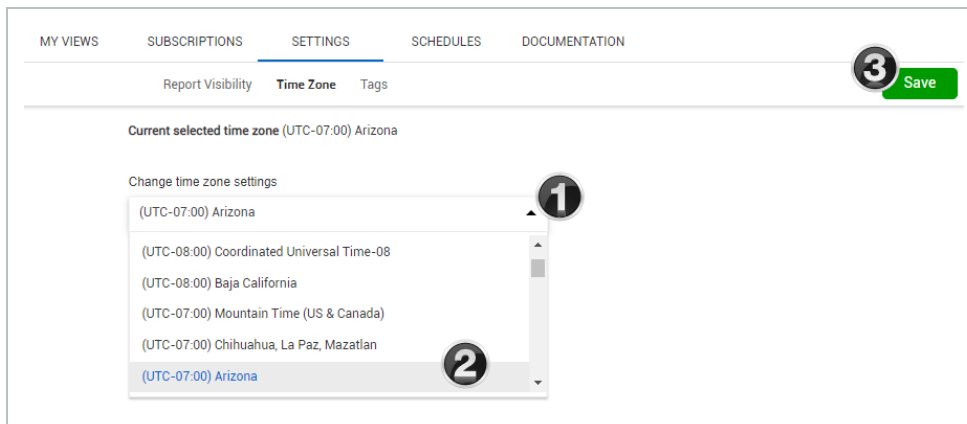 MY VIEWS SUBSCRIPTIONS SETTINGS SCHEDULES DOCUMENTATION
3
Report Visibility Time Zone Tags Save
Current selected time zone (UTC-07:00) Arizona
Change time zone settings
1
(UTC-07:00) Arizona
(UTC-08:00) Coordinated Universal Time-08
(UTC-08:00) Baja California
(UTC-07:00) Mountain Time (US & Canada)
(UTC-07:00) Chihuahua, La Paz, Mazatlan
(UTC-07:00) Arizona 2